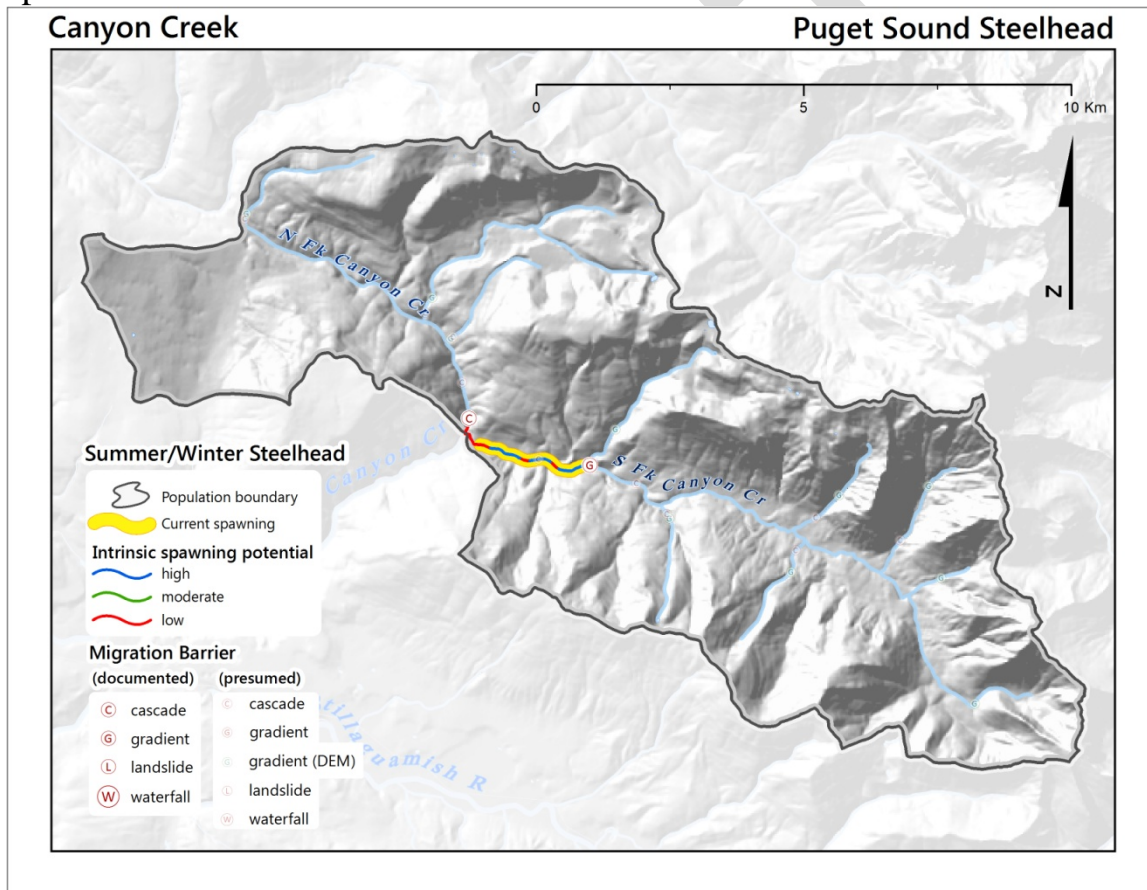 Canyon Creek
Puget Sound Steelhead
0
5
10 Km
N
N Fk Canyon Cr
C
Canyon Cr
G
S Fk Canyon Cr
Summer/Winter Steelhead
Population boundary
Current spawning
Intrinsic spawning potential
high
moderate
low
Migration Barrier
(documented)
(presumed)
C cascade
G gradient
L landslide
W waterfall
C cascade
G gradient
G gradient (DEM)
L landslide
W waterfall
tillaguamish R